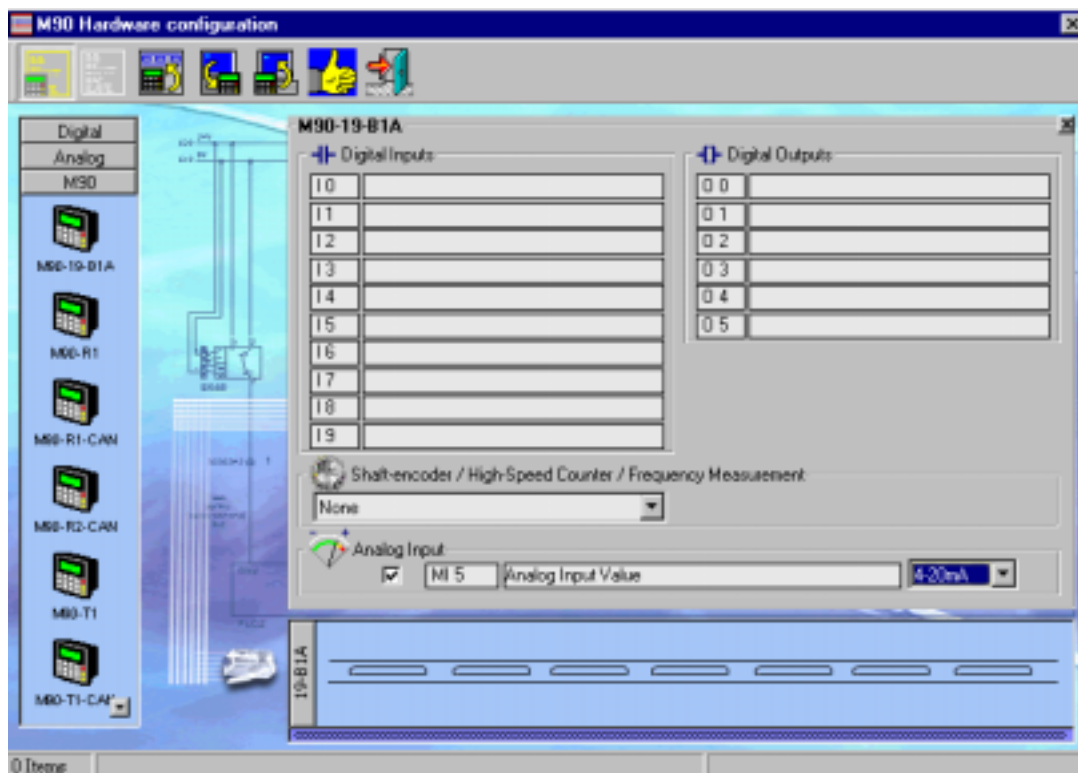 M90 Hardware configuration
Digital
Analog
M90
M90-19-B1A
M90-R1
M90-R1-CAN
M90-R2-CAN
M90-T1
M90-T1-CAN
M90-19-B1A
Digital Inputs
I 0
I 1
I 2
I 3
I 4
I 5
I 6
I 7
I 8
I 9
Digital Outputs
O 0
O 1
O 2
O 3
O 4
O 5
Shaft-encoder / High-Speed Counter / Frequency Measurement
None
Analog Input
MI 5 Analog Input Value 4-20mA
19-B1A
0 Items